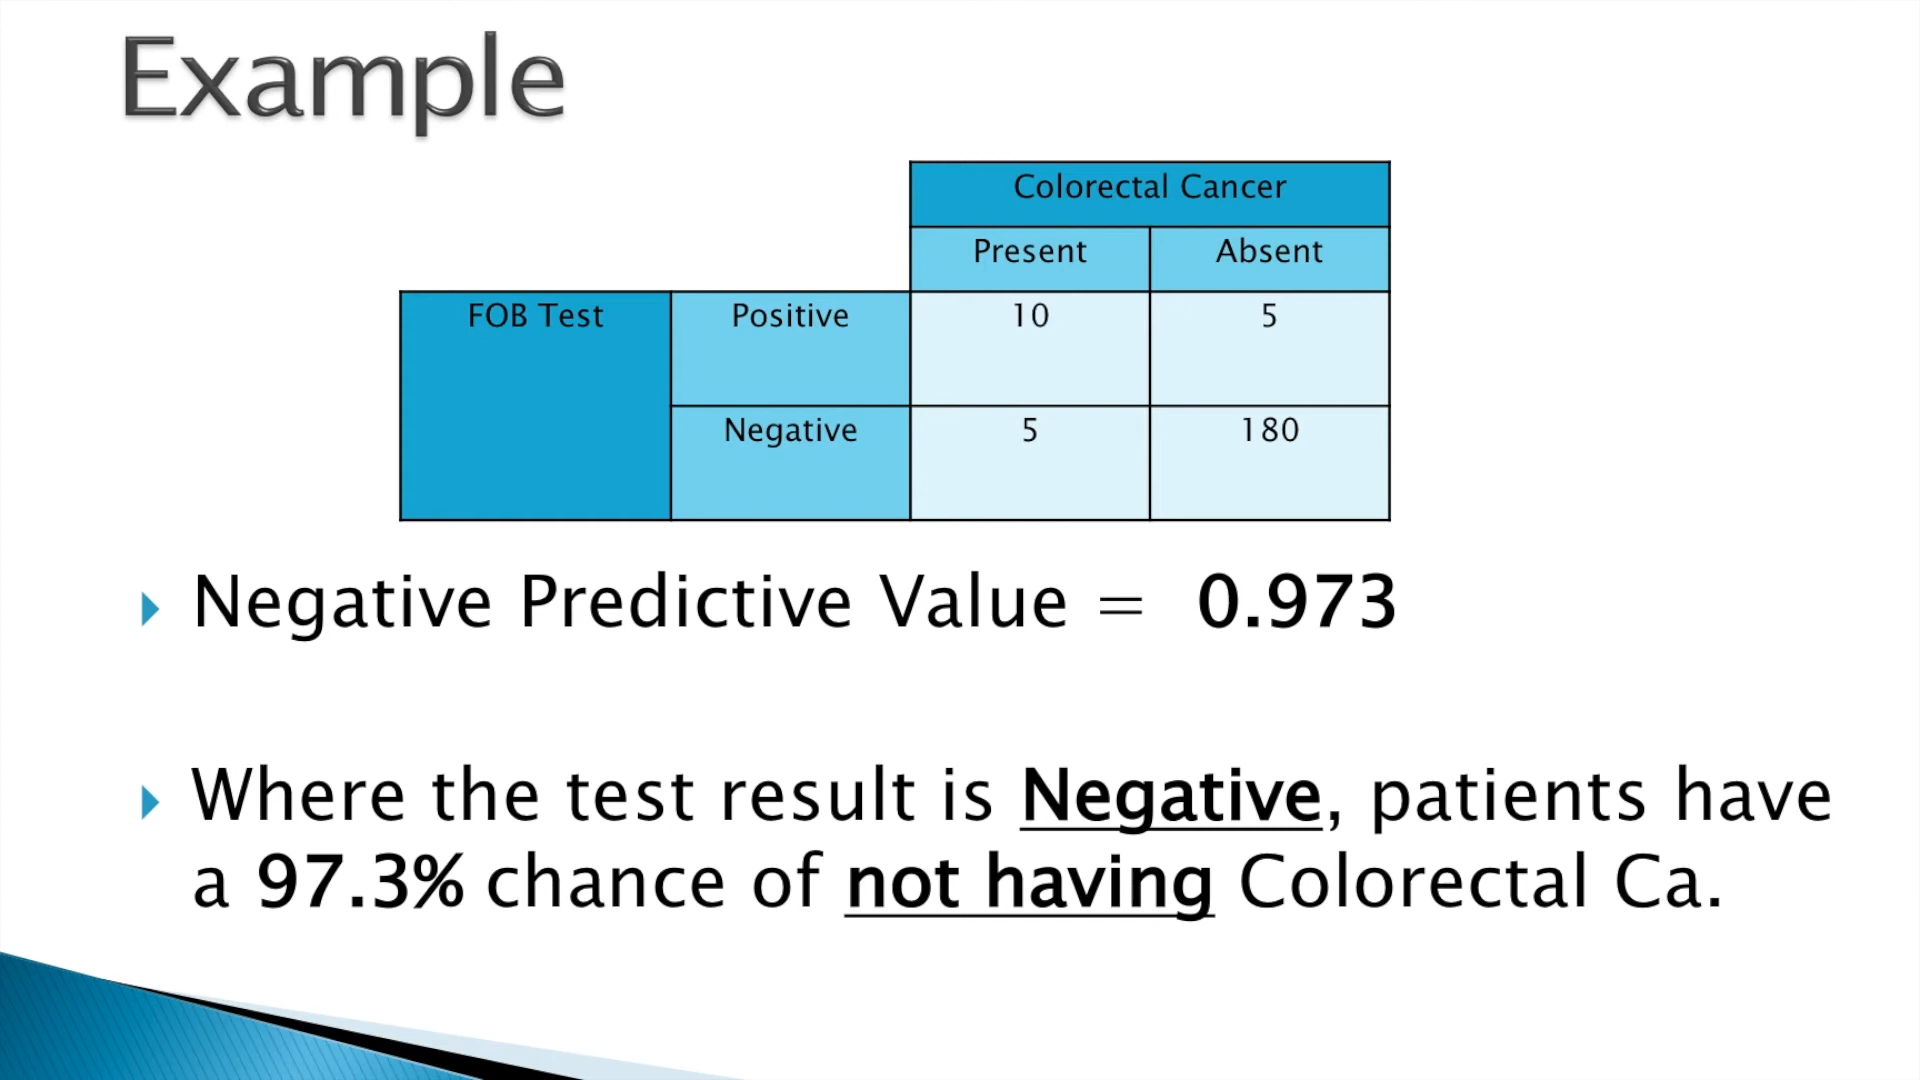 Example
Colorectal Cancer
Present Absent
FOB Test Positive 10 5
Negative 5 180
Negative Predictive Value = 0.973
Where the test result is Negative, patients have
a 97.3% chance of not having Colorectal Ca.